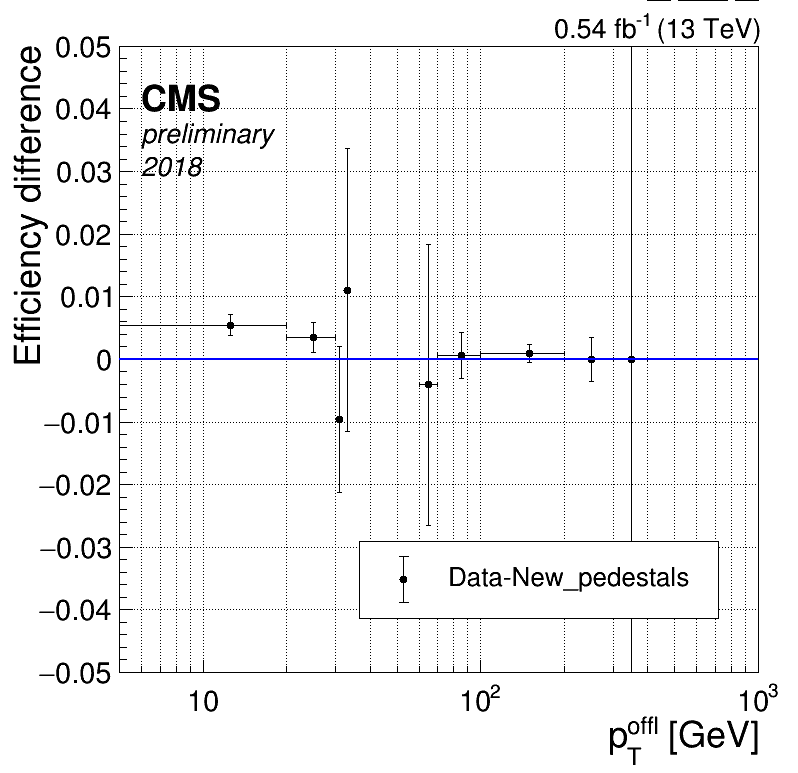 0.54 fb-1 (13 TeV)
Efficiency difference
0.05
0.04
0.03
0.02
0.01
0
−0.01
−0.02
−0.03
−0.04
−0.05
CMS
preliminary
2018
Data-New_pedestals
10
10²
10³
pToffl [GeV]